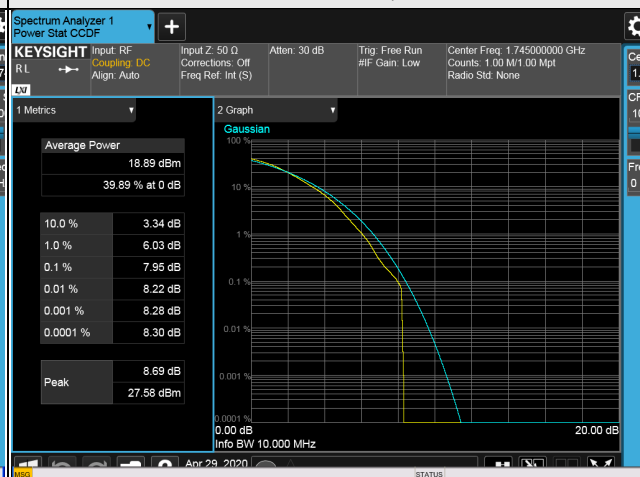 Spectrum Analyzer 1
Power Stat CCDF
KEYSIGHT
R L
LXI
Input: RF
Coupling: DC
Align: Auto
Input Z: 50 Ω
Corrections: Off
Freq Ref: Int (S)
Atten: 30 dB
Trig: Free Run
#IF Gain: Low
Center Freq: 1.745000000 GHz
Counts: 1.00 M/1.00 Mpt
Radio Std: None
1 Metrics
Average Power
18.89 dBm
39.89 % at 0 dB
10.0 % 3.34 dB
1.0 % 6.03 dB
0.1 % 7.95 dB
0.01 % 8.22 dB
0.001 % 8.28 dB
0.0001 % 8.30 dB
Peak
8.69 dB
27.58 dBm
2 Graph
Gaussian
100 %
10 %
1 %
0.1 %
0.01 %
0.001 %
0.0001 %
0.00 dB
20.00 dB
Info BW 10.000 MHz
Apr 29, 2020
MSG
STATUS